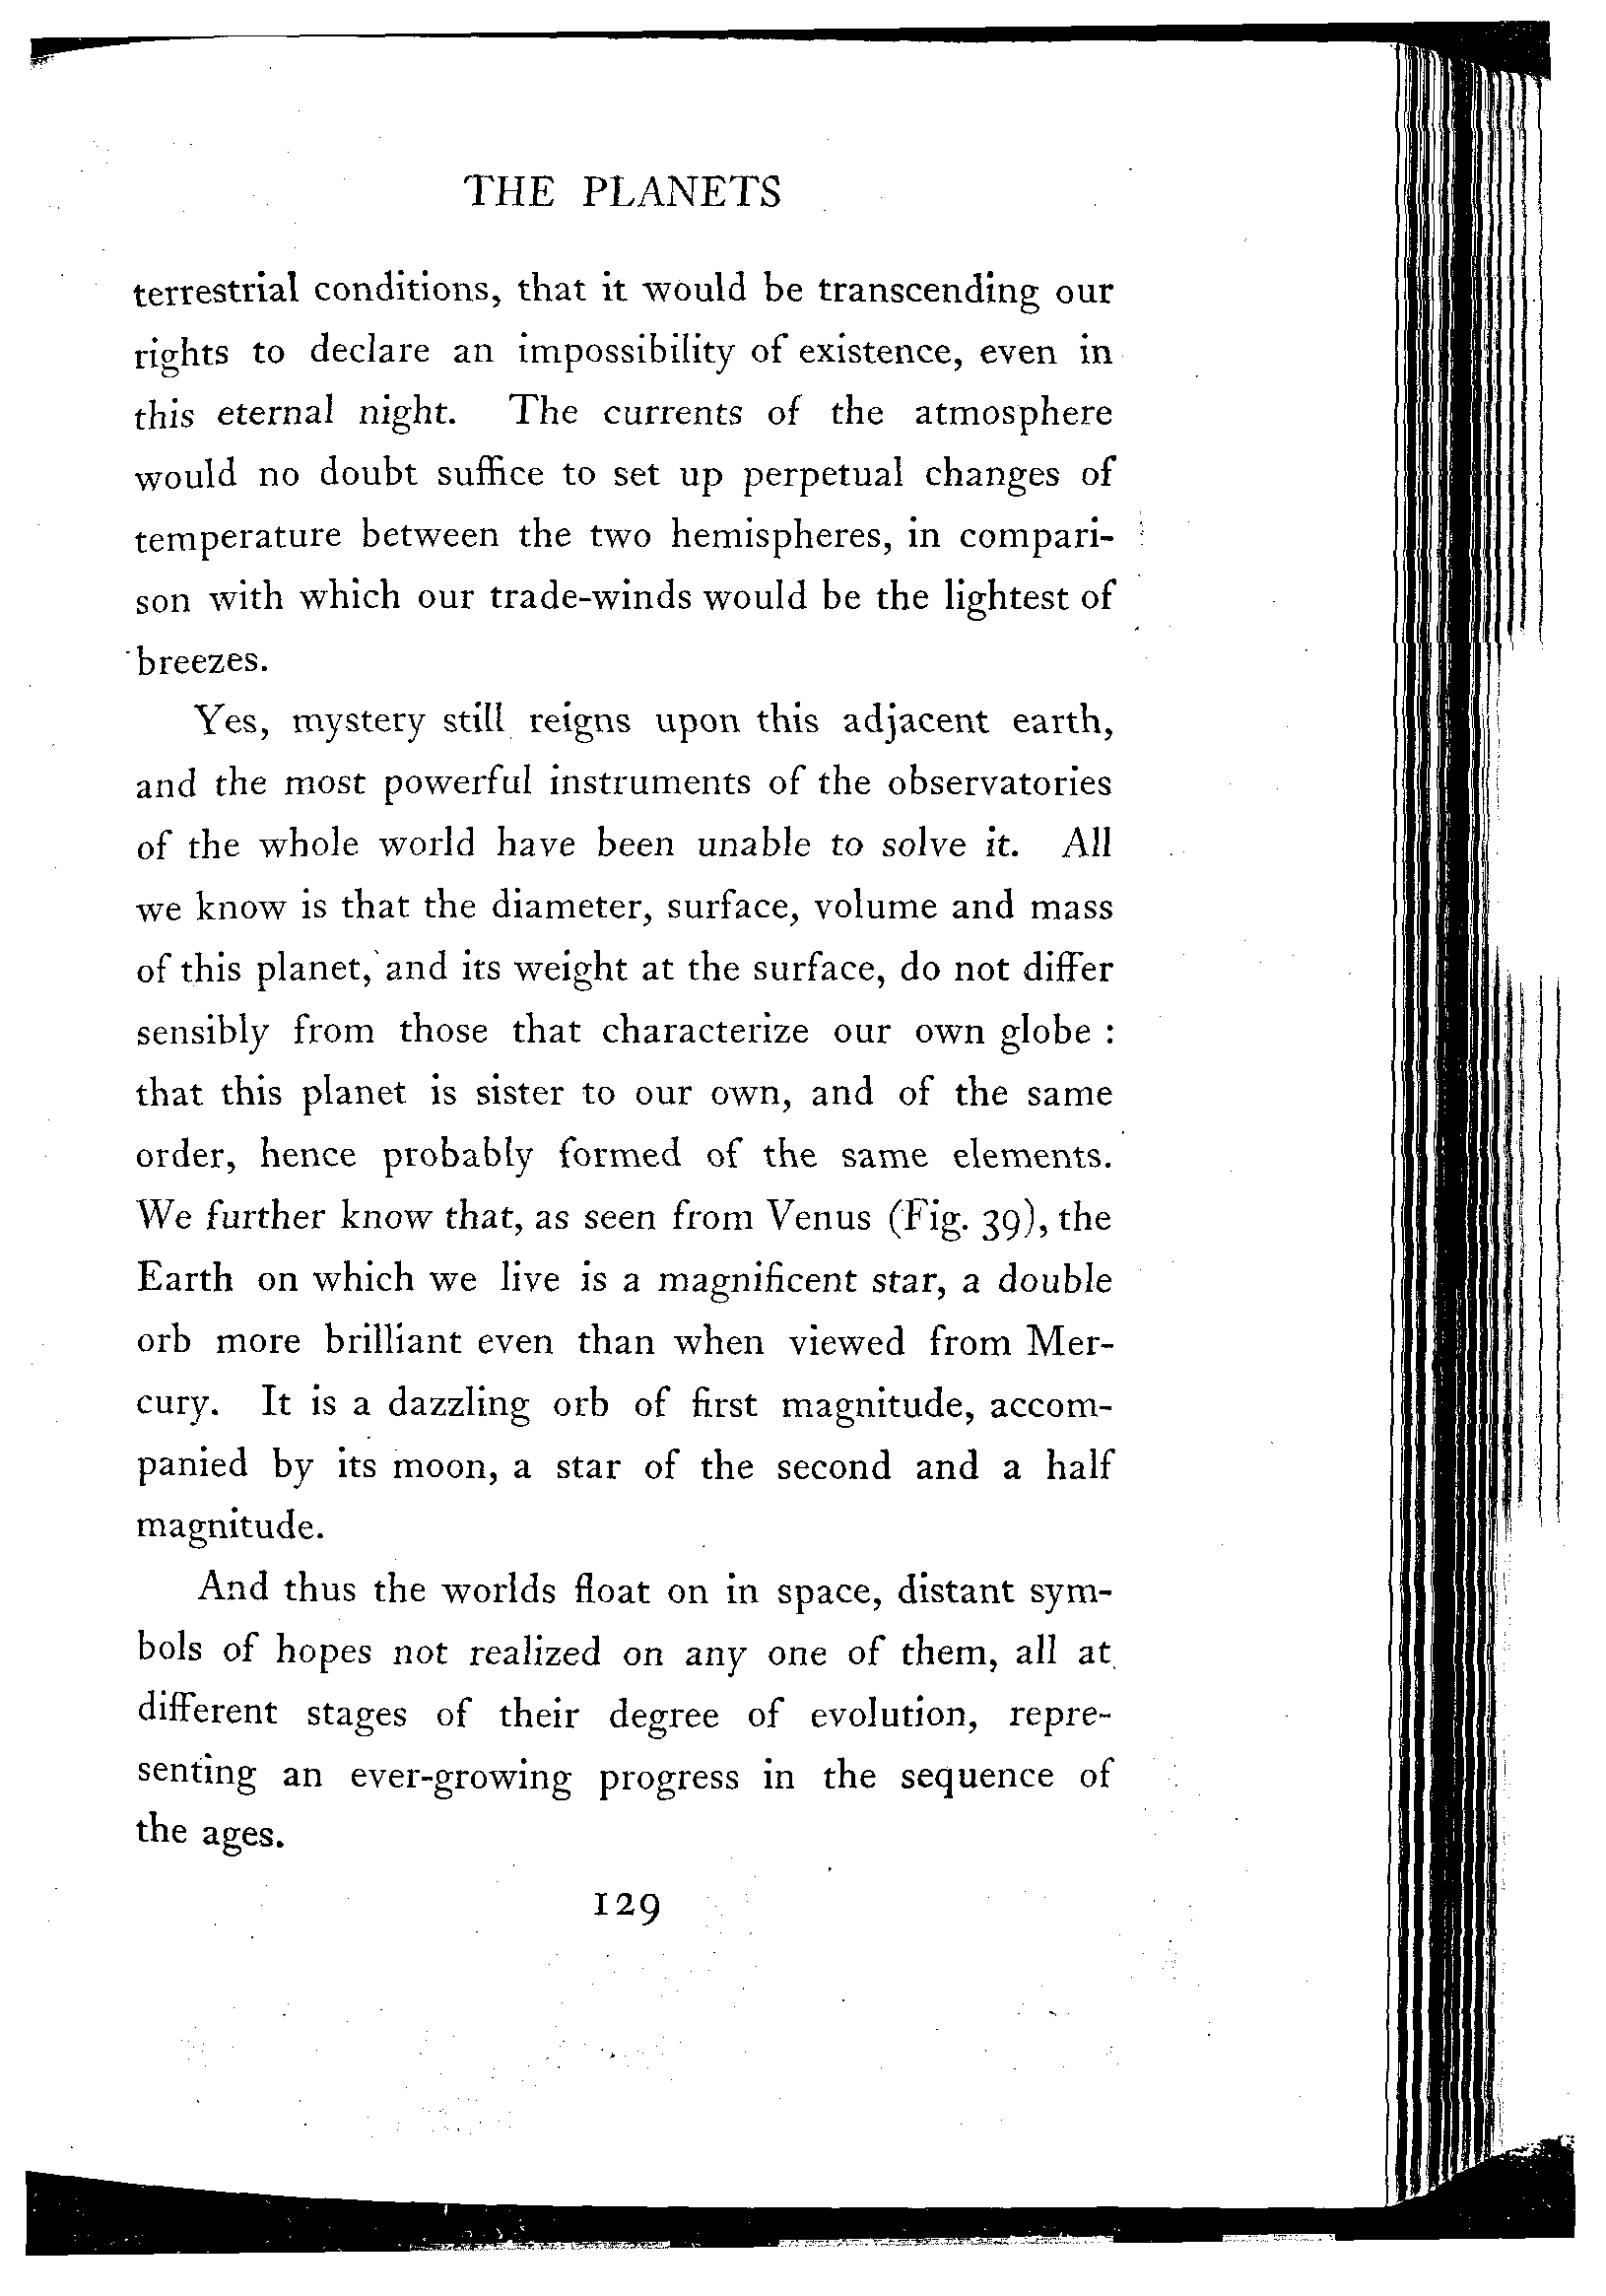 THE PLANETS
terrestrial conditions, that it would be transcending our
rights to declare an impossibility of existence, even in
this eternal night. The currents of the atmosphere
would no doubt suffice to set up perpetual changes of
temperature between the two hemispheres, in compari-
son with which our trade-winds would be the lightest of
breezes.
Yes, mystery still reigns upon this adjacent earth,
and the most powerful instruments of the observatories
of the whole world have been unable to solve it. All
we know is that the diameter, surface, volume and mass
of this planet, and its weight at the surface, do not differ
sensibly from those that characterize our own globe :
that this planet is sister to our own, and of the same
order, hence probably formed of the same elements.
We further know that, as seen from Venus (Fig. 39), the
Earth on which we live is a magnificent star, a double
orb more brilliant even than when viewed from Mer-
cury. It is a dazzling orb of first magnitude, accom-
panied by its moon, a star of the second and a half
magnitude.
And thus the worlds float on in space, distant sym-
bols of hopes not realized on any one of them, all at
different stages of their degree of evolution, repre-
senting an ever-growing progress in the sequence of
the ages.
129